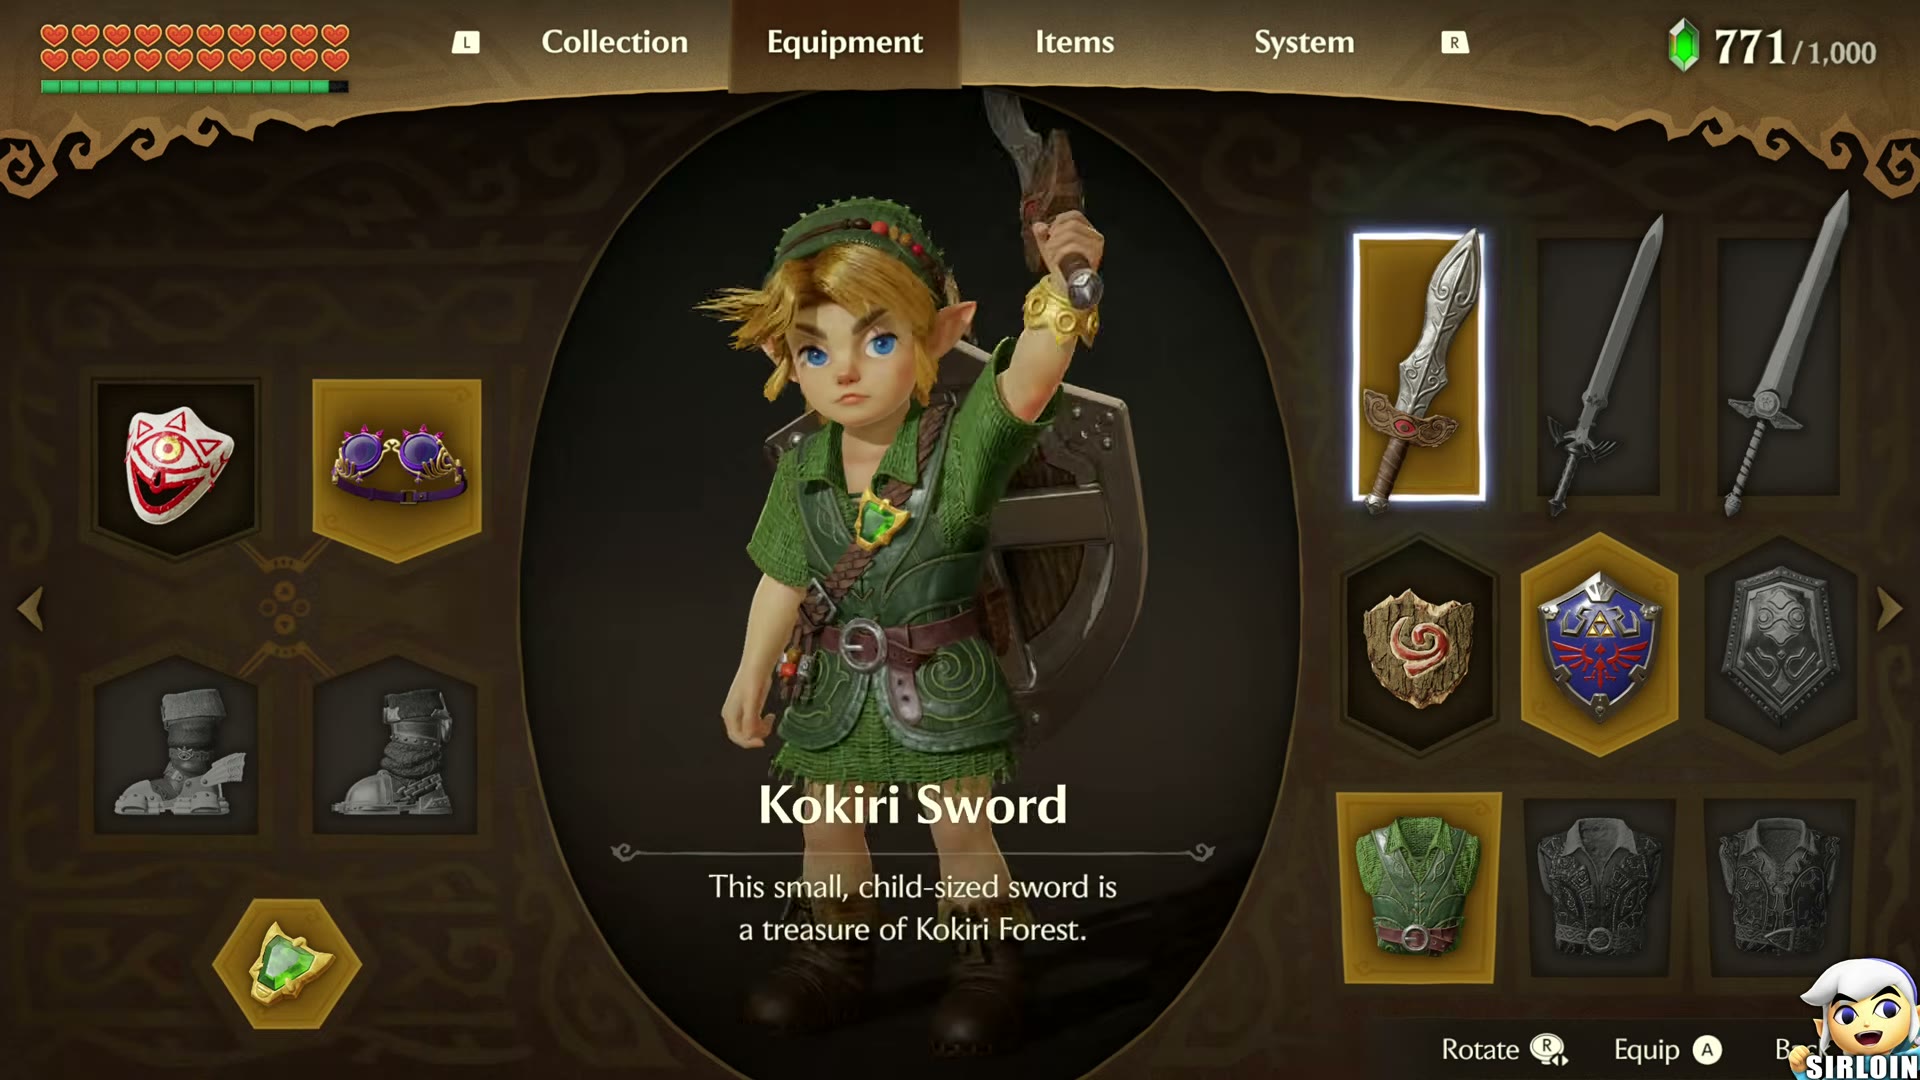 L
Collection
Equipment
Items
System
R
771/1,000
Kokiri Sword
This small, child-sized sword is
a treasure of Kokiri Forest.
Rotate R
Equip A
SIRLOIN